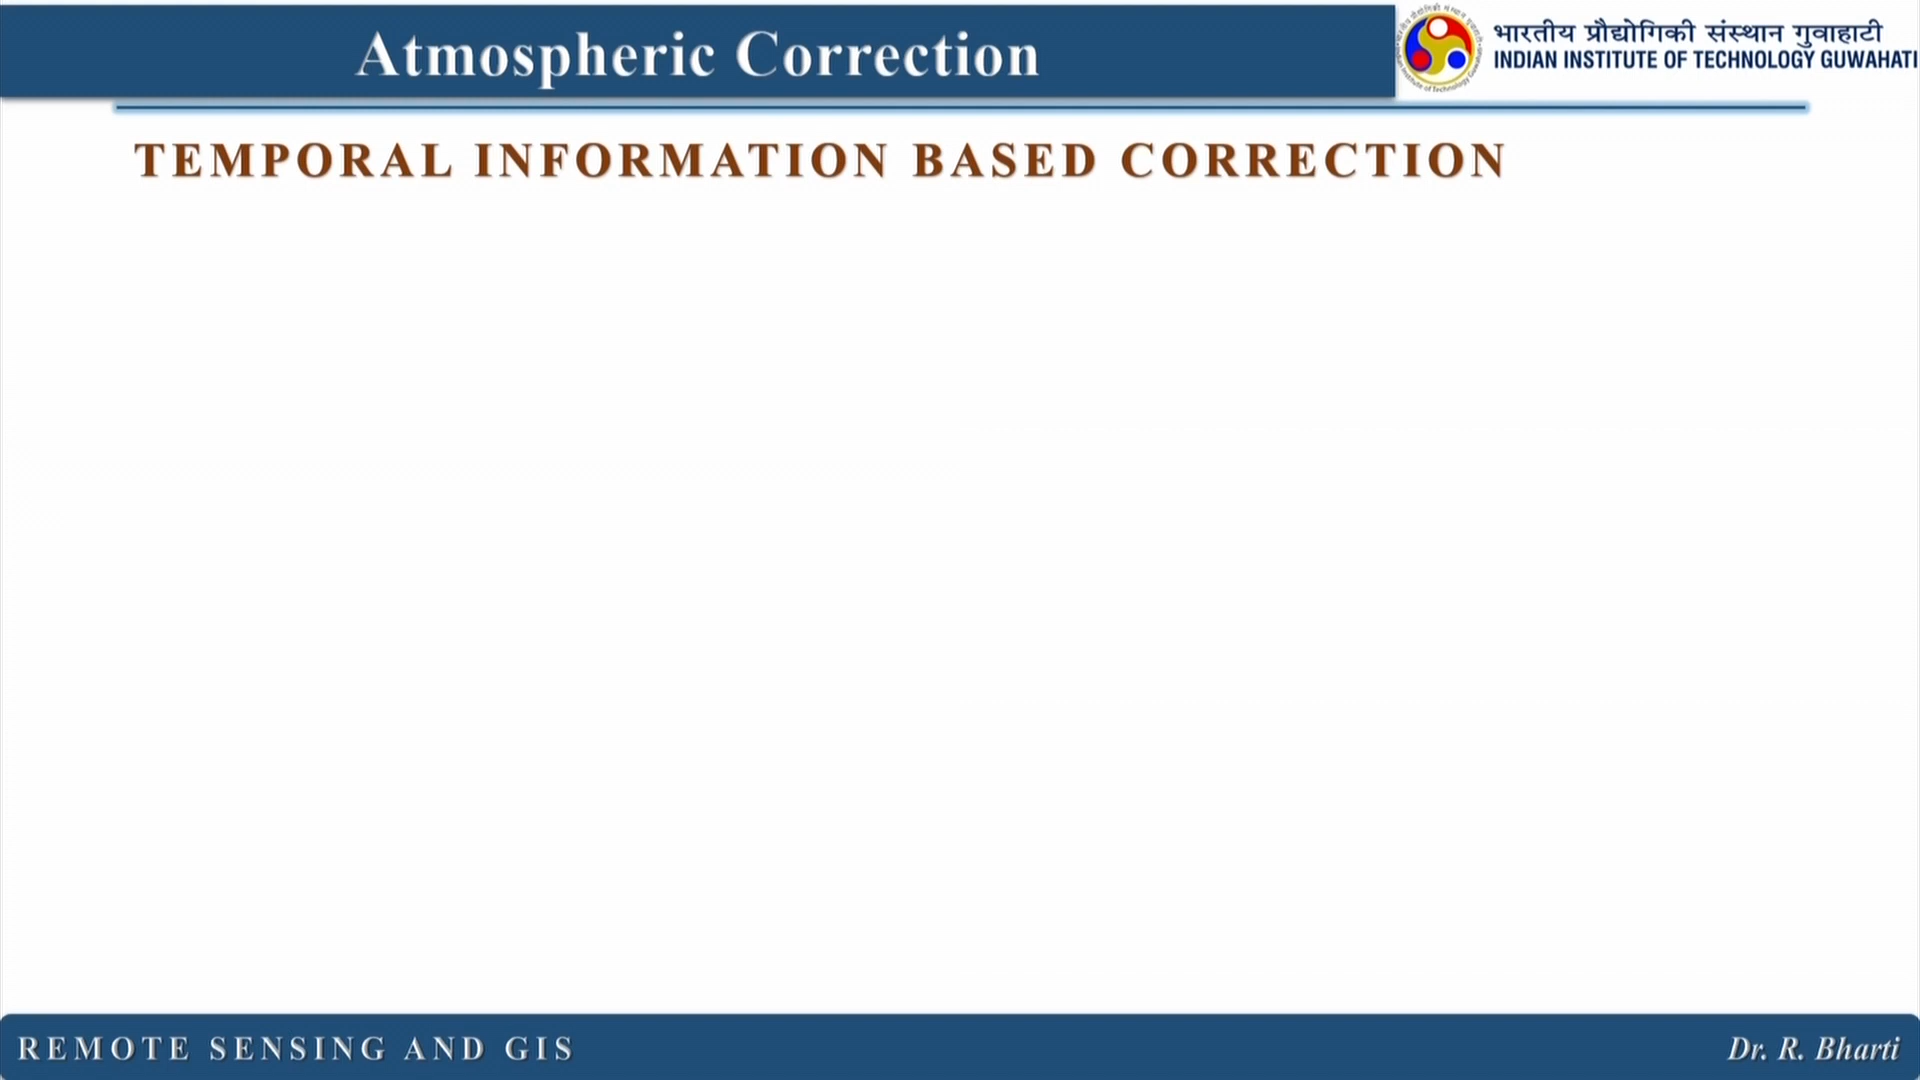 Atmospheric Correction
भारतीय प्रौद्योगिकी संस्थान गुवाहाटी
INDIAN INSTITUTE OF TECHNOLOGY GUWAHATI
TEMPORAL INFORMATION BASED CORRECTION
REMOTE SENSING AND GIS
Dr. R. Bharti